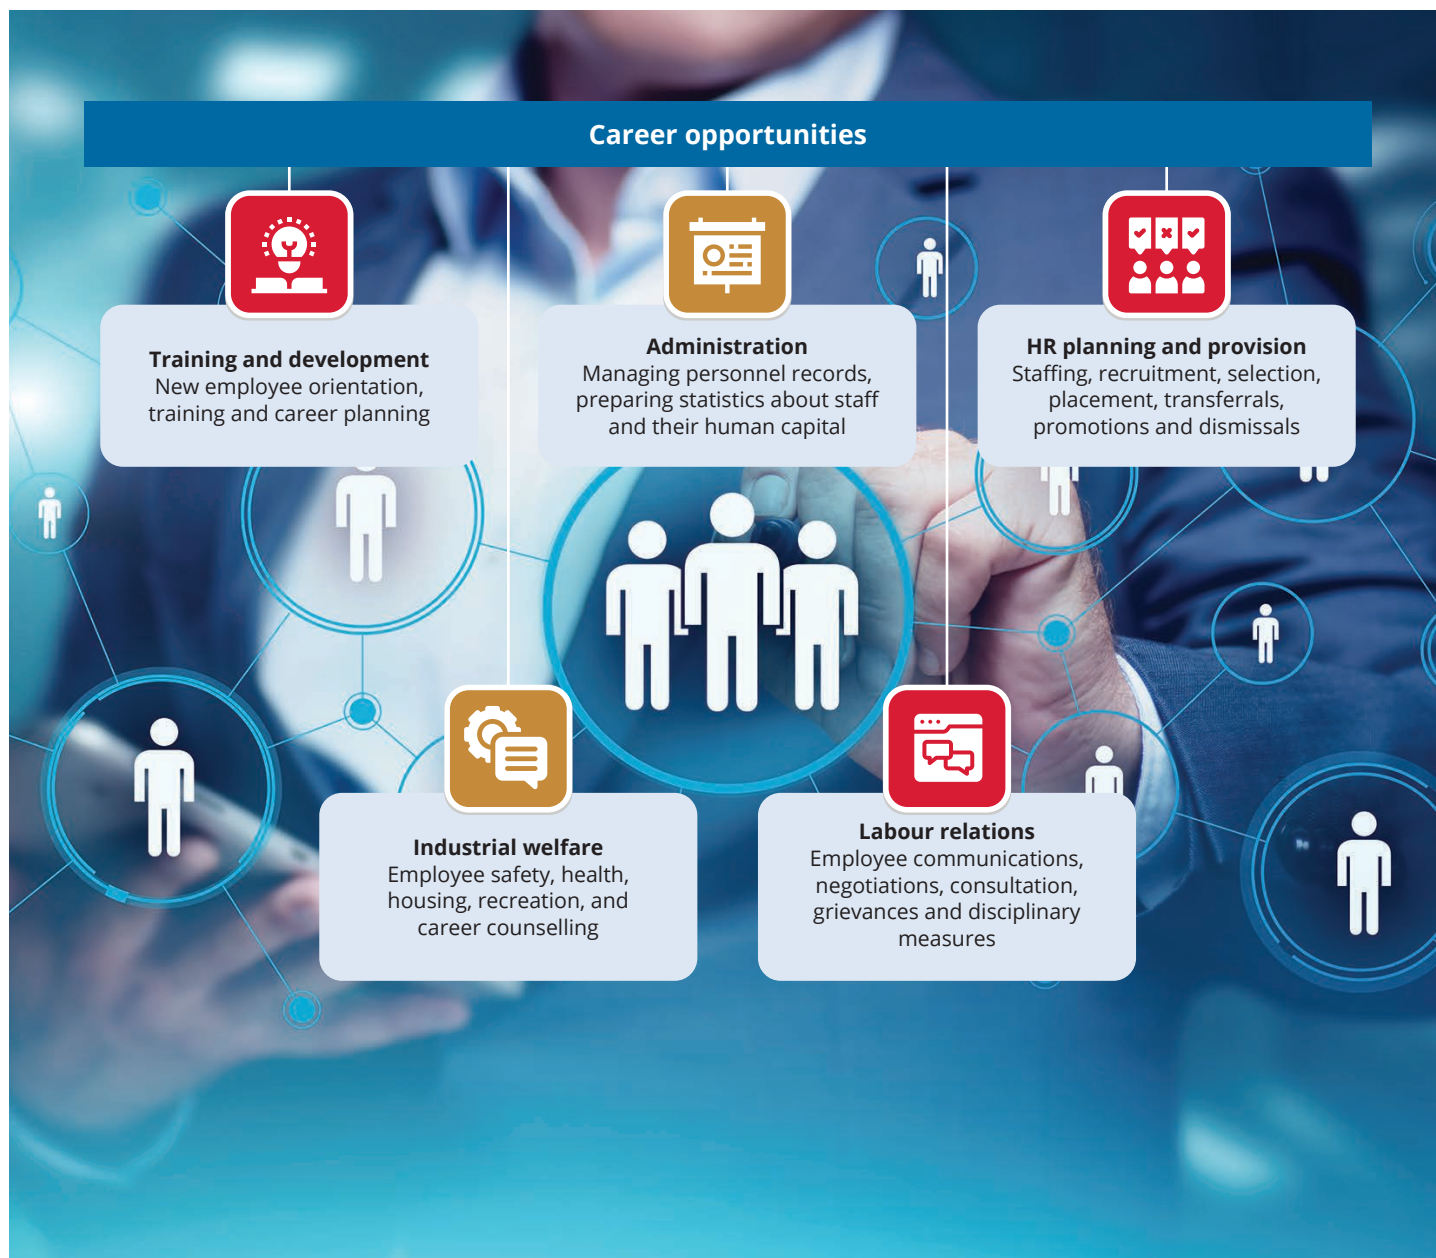 Career opportunities
Training and development
New employee orientation,
training and career planning
Administration
Managing personnel records,
preparing statistics about staff
and their human capital
HR planning and provision
Staffing, recruitment, selection,
placement, transferrals,
promotions and dismissals
Industrial welfare
Employee safety, health,
housing, recreation, and
career counselling
Labour relations
Employee communications,
negotiations, consultation,
grievances and disciplinary
measures